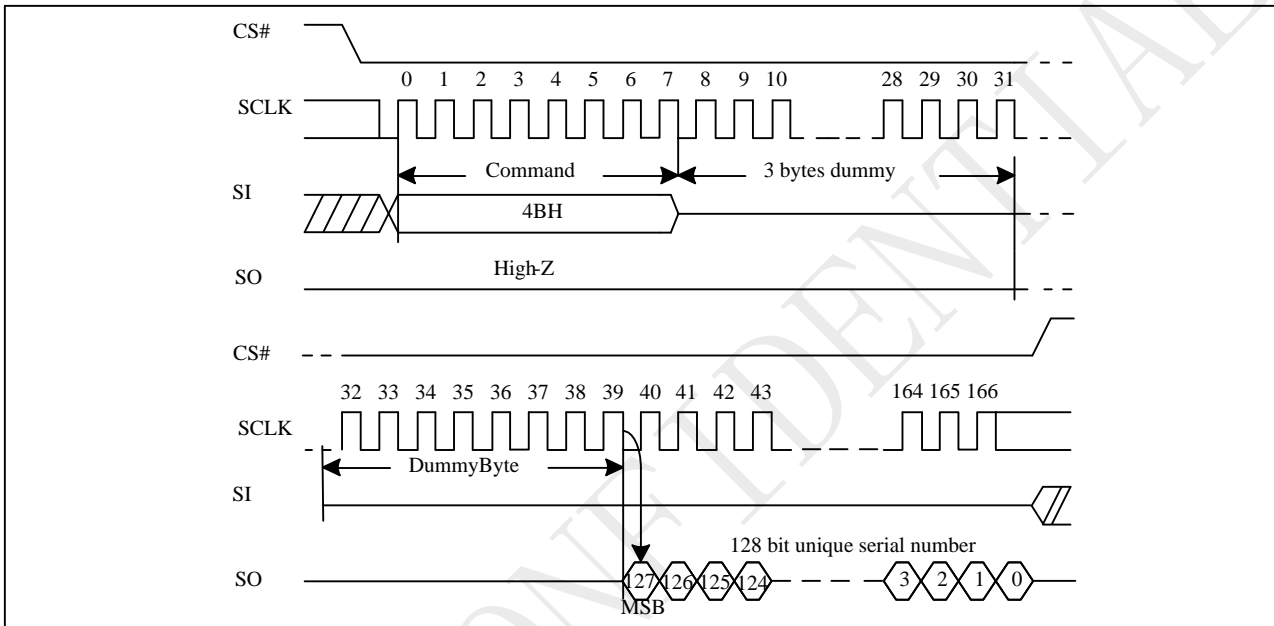 CS#
0 1 2 3 4 5 6 7 8 9 10 28 29 30 31
SCLK
Command 3 bytes dummy
SI
4BH
High-Z
SO
CS#
32 33 34 35 36 37 38 39 40 41 42 43 164 165 166
SCLK
DummyByte
SI
128 bit unique serial number
SO
127 126 125 124 3 2 1 0
MSB
ONFIDENTIAL